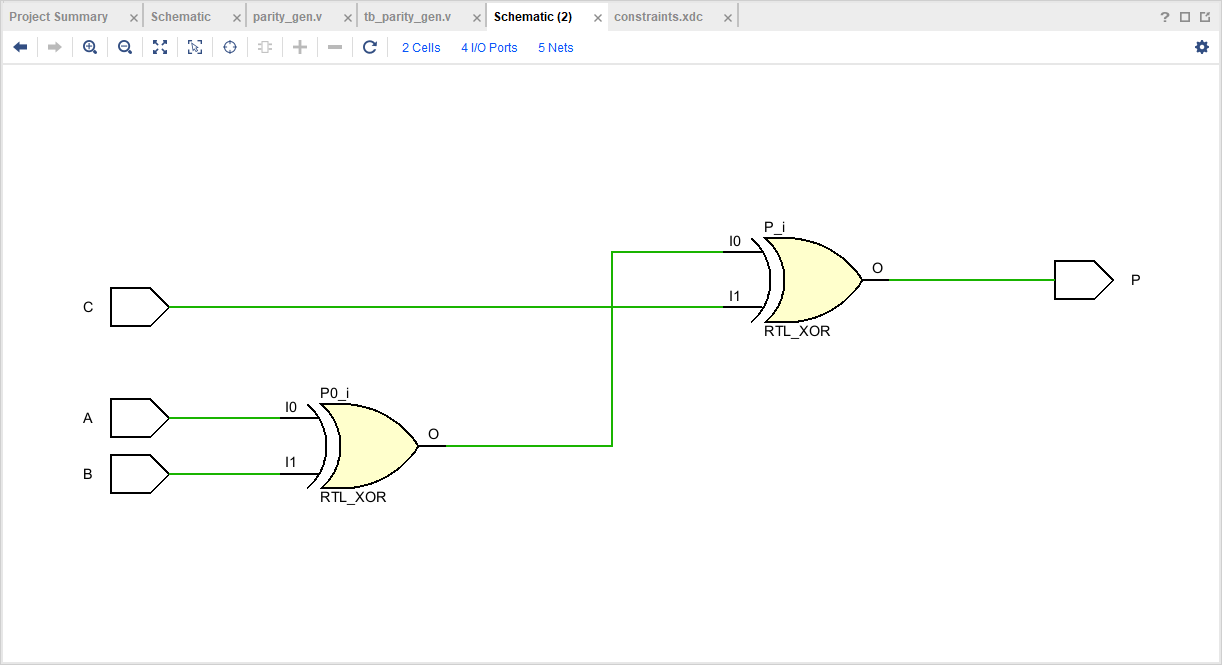 Project Summary
Schematic
parity_gen.v
tb_parity_gen.v
Schematic (2)
constraints.xdc
2 Cells
4 I/O Ports
5 Nets
P_i
I0
O
I1
RTL_XOR
P
C
P0_i
A
I0
O
I1
B
RTL_XOR